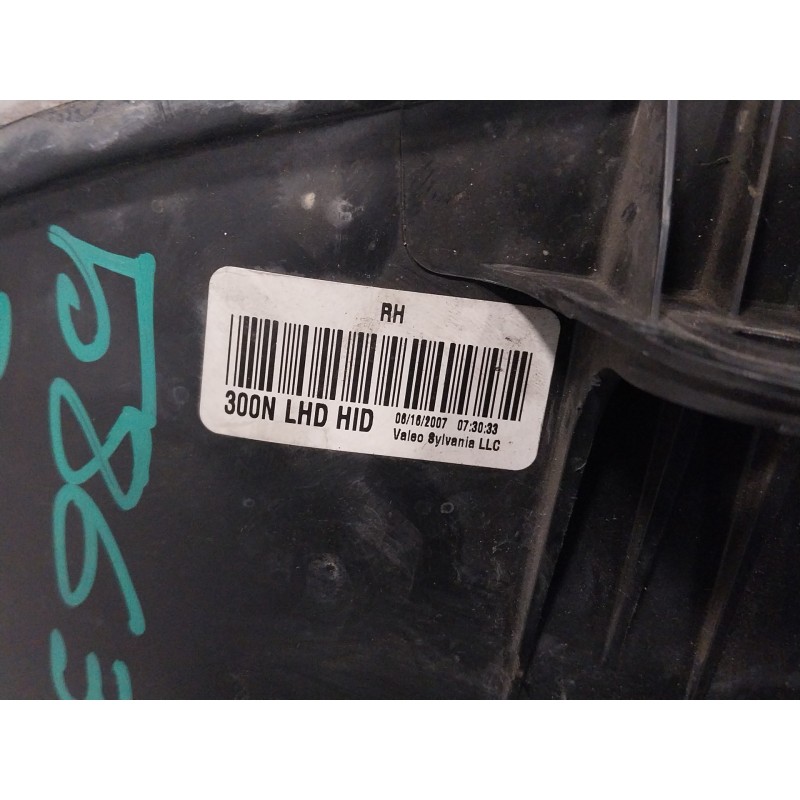 RH
300N LHD HID
06/16/2007 07:30:33
Valeo Sylvania LLC